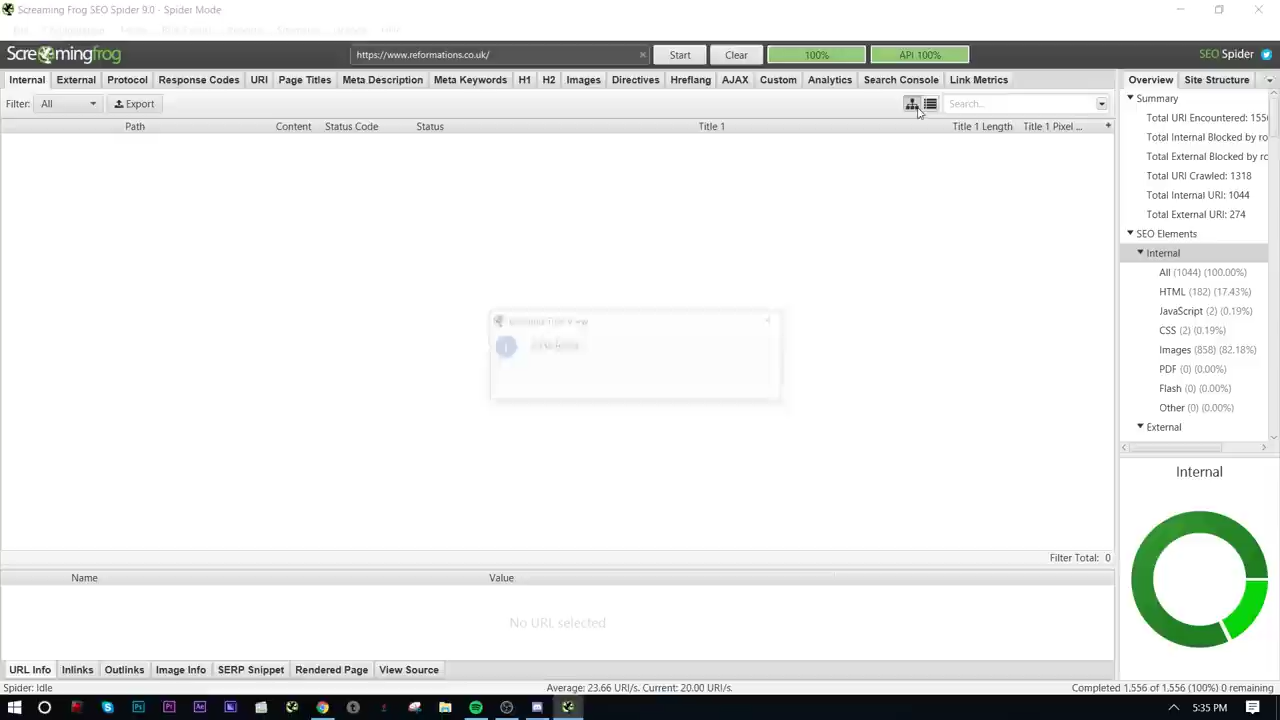 Screaming Frog SEO Spider 9.0 - Spider Mode
Screamingfrog
https://www.reformations.co.uk/
Start
Clear
100%
API 100%
SEO Spider
Internal
External
Protocol
Response Codes
URI
Page Titles
Meta Description
Meta Keywords
H1
H2
Images
Directives
Hreflang
AJAX
Custom
Analytics
Search Console
Link Metrics
Overview
Site Structure
Filter:
All
Export
Search...
Path
Content
Status Code
Status
Title 1
Title 1 Length
Title 1 Pixel ...
Summary
Total URI Encountered: 155
Total Internal Blocked by ro
Total External Blocked by ro
Total URI Crawled: 1318
Total Internal URI: 1044
Total External URI: 274
SEO Elements
Internal
All (1044) (100.00%)
HTML (182) (17.43%)
JavaScript (2) (0.19%)
CSS (2) (0.19%)
Images (858) (82.18%)
PDF (0) (0.00%)
Flash (0) (0.00%)
Other (0) (0.00%)
External
Internal
Filter Total: 0
Name
Value
No URL selected
URL Info
Inlinks
Outlinks
Image Info
SERP Snippet
Rendered Page
View Source
Spider: Idle
Average: 23.66 URI/s. Current: 20.00 URI/s.
Completed 1,556 of 1,556 (100%) 0 remaining
5:35 PM